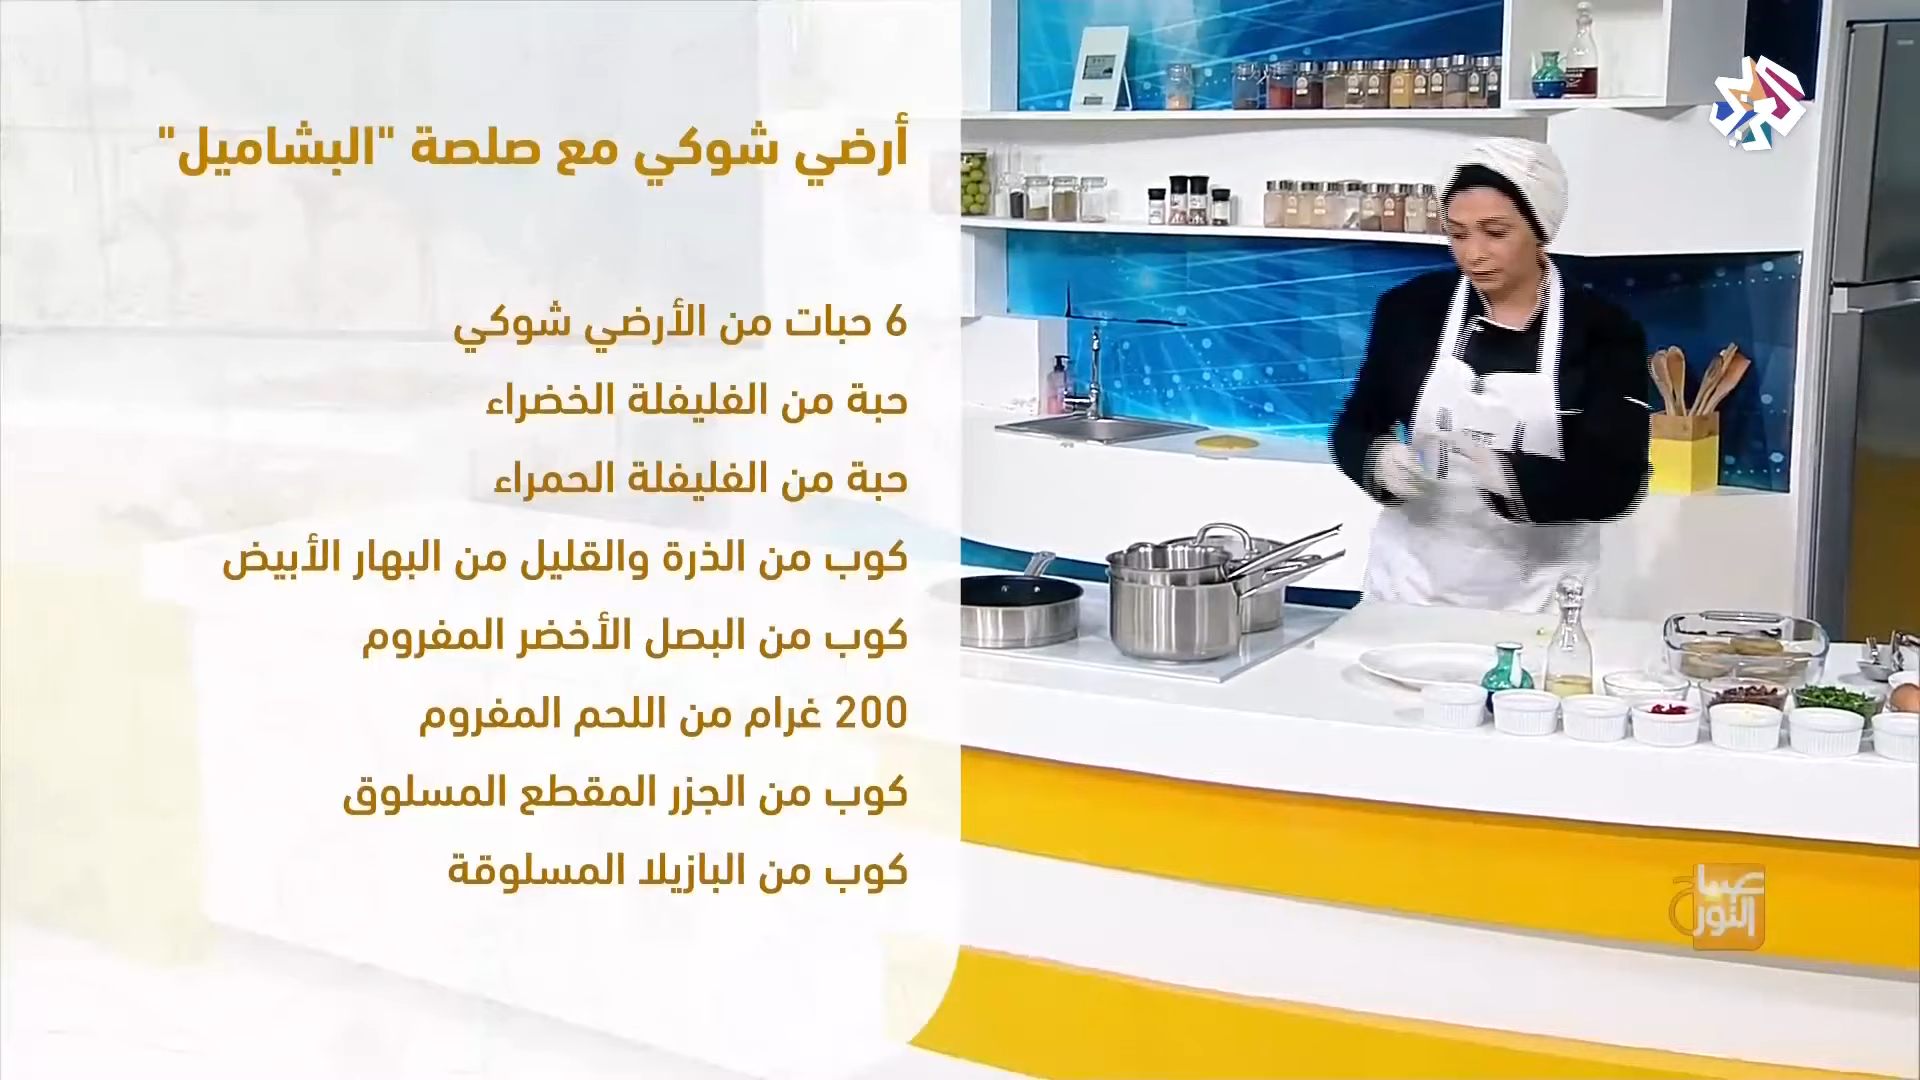 أرضي شوكي مع صلصة "البشاميل"
6 حبات من الأرضي شوكي
حبة من الفليفلة الخضراء
حبة من الفليفلة الحمراء
كوب من الذرة والقليل من البهار الأبيض
كوب من البصل الأخضر المفروم
200 غرام من اللحم المفروم
كوب من الجزر المقطع المسلوق
كوب من البازيلا المسلوقة
صباح
النور